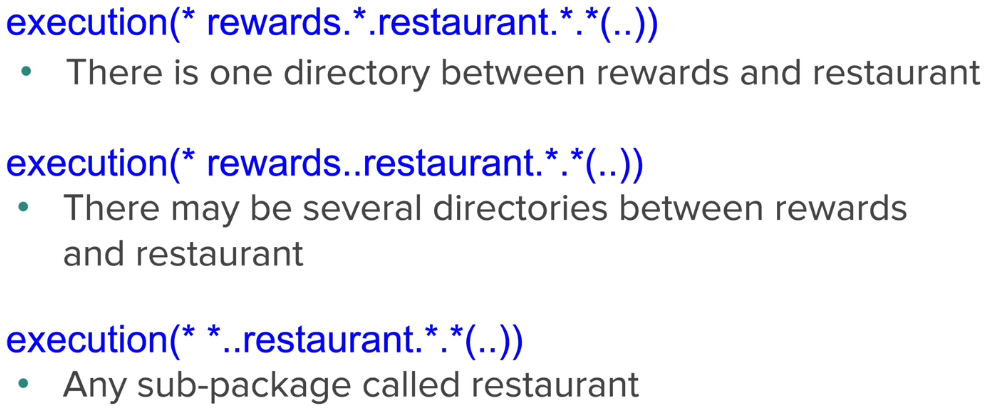 execution(* rewards.*.restaurant.*.*(..))
• There is one directory between rewards and restaurant
execution(* rewards..restaurant.*.*(..))
• There may be several directories between rewards
and restaurant
execution(* *..restaurant.*.*(..))
• Any sub-package called restaurant